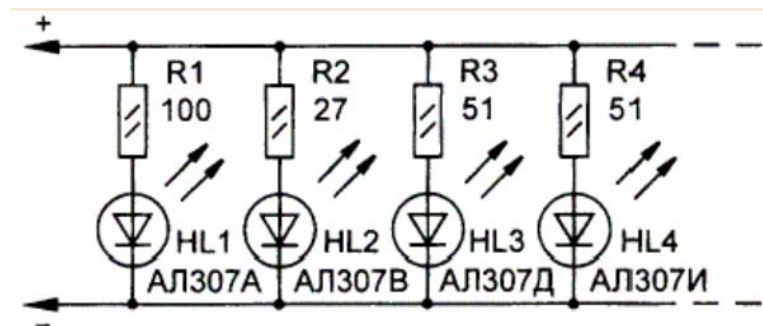 +
R1 R2 R3 R4
100 27 51 51
HL1 HL2 HL3 HL4
АЛ307А АЛ307В АЛ307Д АЛ307И
–